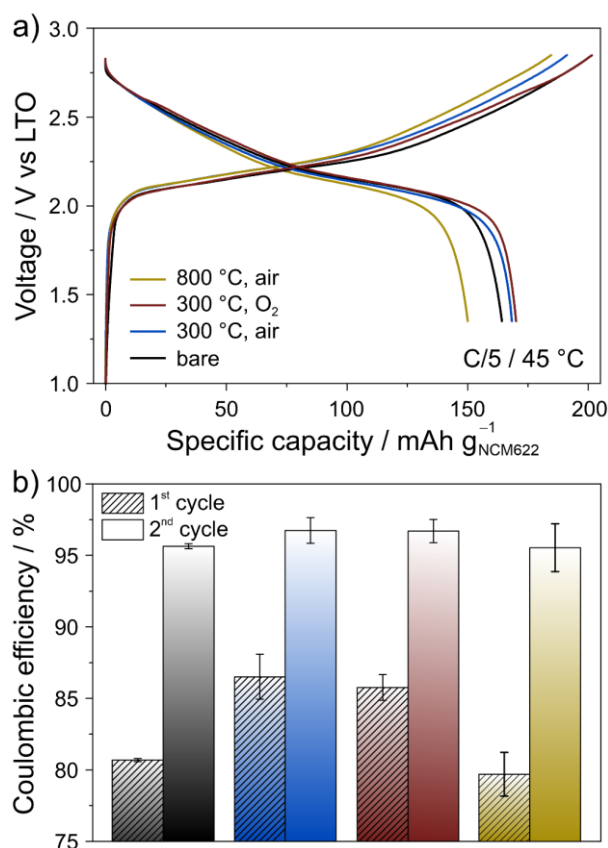 a)
3.0
2.5
2.0
1.5
1.0
Voltage / V vs LTO
800 °C, air
300 °C, O₂
300 °C, air
bare
C/5 / 45 °C
0 50 100 150 200
Specific capacity / mAh g⁻¹NCM622
b)
100
95
90
85
80
75
Coulombic efficiency / %
1st cycle
2nd cycle